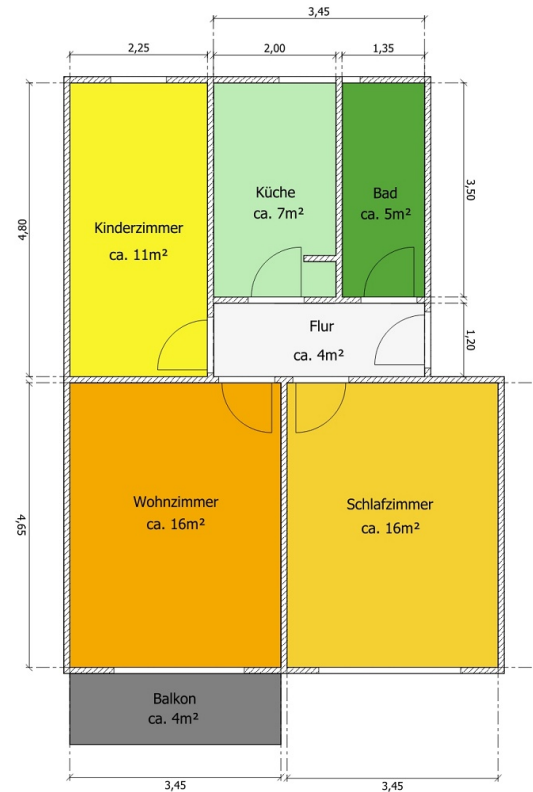 3,45
2,25
2,00
1,35
Kinderzimmer
ca. 11m²
Küche
ca. 7m²
Bad
ca. 5m²
4,80
3,50
Flur
ca. 4m²
1,20
Wohnzimmer
ca. 16m²
Schlafzimmer
ca. 16m²
4,65
Balkon
ca. 4m²
3,45
3,45